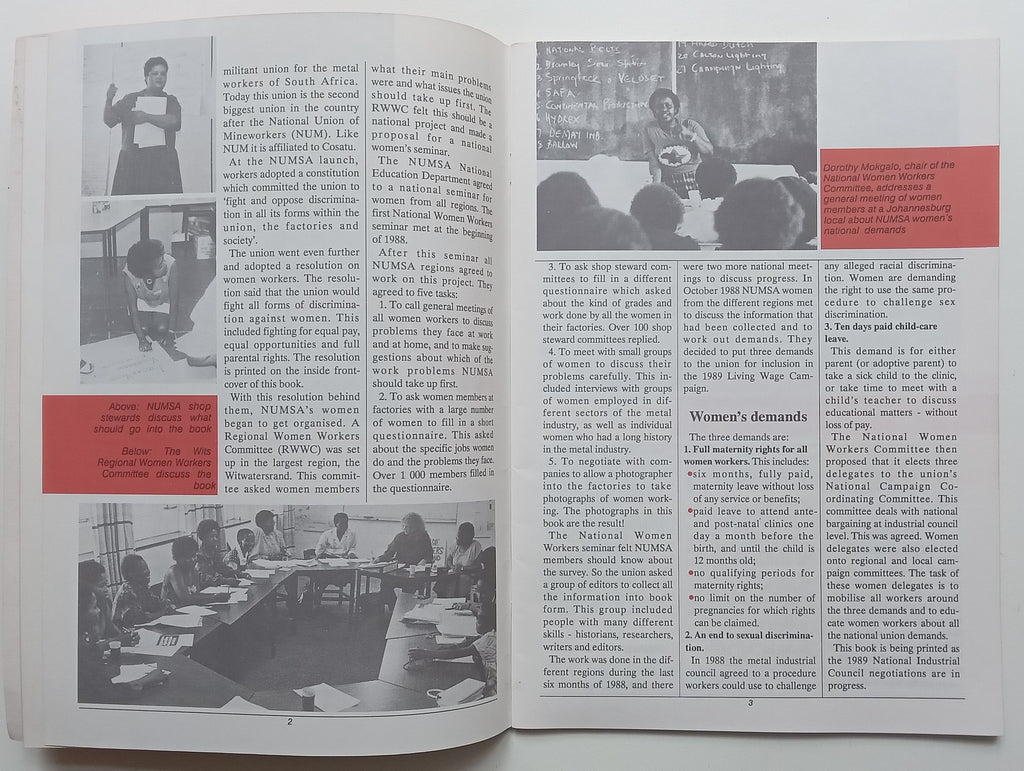 militant union for the metal
workers of South Africa.
Today this union is the second
biggest union in the country
after the National Union of
Mineworkers (NUM). Like
NUM it is affiliated to Cosatu.
At the NUMSA launch,
workers adopted a constitution
which committed the union to
'fight and oppose discrimination
in all its forms within the
union, the factories and
society'.
The union went even further
and adopted a resolution on
women workers. The resolution
said that the union would
fight all forms of discrimina-
tion against women. This
included fighting for equal pay,
equal opportunities and full
parental rights. The resolution
is printed on the inside front-
cover of this book.
With this resolution behind
them, NUMSA's women
began to get organised. A
Regional Women Workers
Committee (RWWC) was set
up in the largest region, the
Witwatersrand. This commit-
tee asked women members
what their main problems
were and what issues the union
should take up first. The
RWWC felt this should be a
national project and made a
proposal for a national
women's seminar.
The NUMSA National
Education Department agreed
to a national seminar for
women from all regions. The
first National Women Workers
seminar met at the beginning
of 1988.
After this seminar all
NUMSA regions agreed to
work on this project. They
agreed to five tasks:
1. To call general meetings of
all women workers to discuss
problems they face at work
and at home, and to make sug-
gestions about which of the
work problems NUMSA
should take up first.
2. To ask women members at
factories with a large number
of women to fill in a short
questionnaire. This asked
about the specific jobs women
do and the problems they face.
Over 1 000 members filled in
the questionnaire.
Above: NUMSA shop
stewards discuss what
should go into the book
Below: The Wits
Regional Women Workers
Committee discuss the
book
2
NATIONAL BOLTS
Bramley
Springfleck & VELOSET
SAFA
CONTINENTAL PRODUCTION
HYDREX
DEMAY IND.
BALLOW
20 COLSON Lighting
21 CHAMPION Lighting
Dorothy Mokgalo, chair of the
National Women Workers
Committee, addresses a
general meeting of women
members at a Johannesburg
local about NUMSA women's
national demands
3. To ask shop steward com-
mittees to fill in a different
questionnaire which asked
about the kind of grades and
work done by all the women in
their factories. Over 100 shop
steward committees replied.
4. To meet with small groups
of women to discuss their
problems carefully. This in-
cluded interviews with groups
of women employed in dif-
ferent sectors of the metal
industry, as well as individual
women who had a long history
in the metal industry.
5. To negotiate with com-
panies to allow a photographer
into the factories to take
photographs of women work-
ing. The photographs in this
book are the result!
The National Women
Workers seminar felt NUMSA
members should know about
the survey. So the union asked
a group of editors to collect all
the information into book
form. This group included
people with many different
skills - historians, researchers,
writers and editors.
The work was done in the dif-
ferent regions during the last
six months of 1988, and there
were two more national meet-
ings to discuss progress. In
October 1988 NUMSA women
from the different regions met
to discuss the information that
had been collected and to
work out demands. They
decided to put three demands
to the union for inclusion in
the 1989 Living Wage Cam-
paign.
Women's demands
The three demands are:
1. Full maternity rights for all
women workers. This includes:
•six months, fully paid,
maternity leave without loss
of any service or benefits;
•paid leave to attend ante-
and post-natal clinics one
day a month before the
birth, and until the child is
12 months old;
•no qualifying periods for
maternity rights;
•no limit on the number of
pregnancies for which rights
can be claimed.
2. An end to sexual discrimina-
tion.
In 1988 the metal industrial
council agreed to a procedure
workers could use to challenge
any alleged racial discrimina-
tion. Women are demanding
the right to use the same pro-
cedure to challenge sex
discrimination.
3. Ten days paid child-care
leave.
This demand is for either
parent (or adoptive parent) to
take a sick child to the clinic,
or take time to meet with a
child's teacher to discuss
educational matters - without
loss of pay.
The National Women
Workers Committee then
proposed that it elects three
delegates to the union's
National Campaign Co-
ordinating Committee. This
committee deals with national
bargaining at industrial council
level. This was agreed. Women
delegates were also elected
onto regional and local cam-
paign committees. The task of
these women delegates is to
mobilise all workers around
the three demands and to edu-
cate women workers about all
the national union demands.
This book is being printed as
the 1989 National Industrial
Council negotiations are in
progress.
3